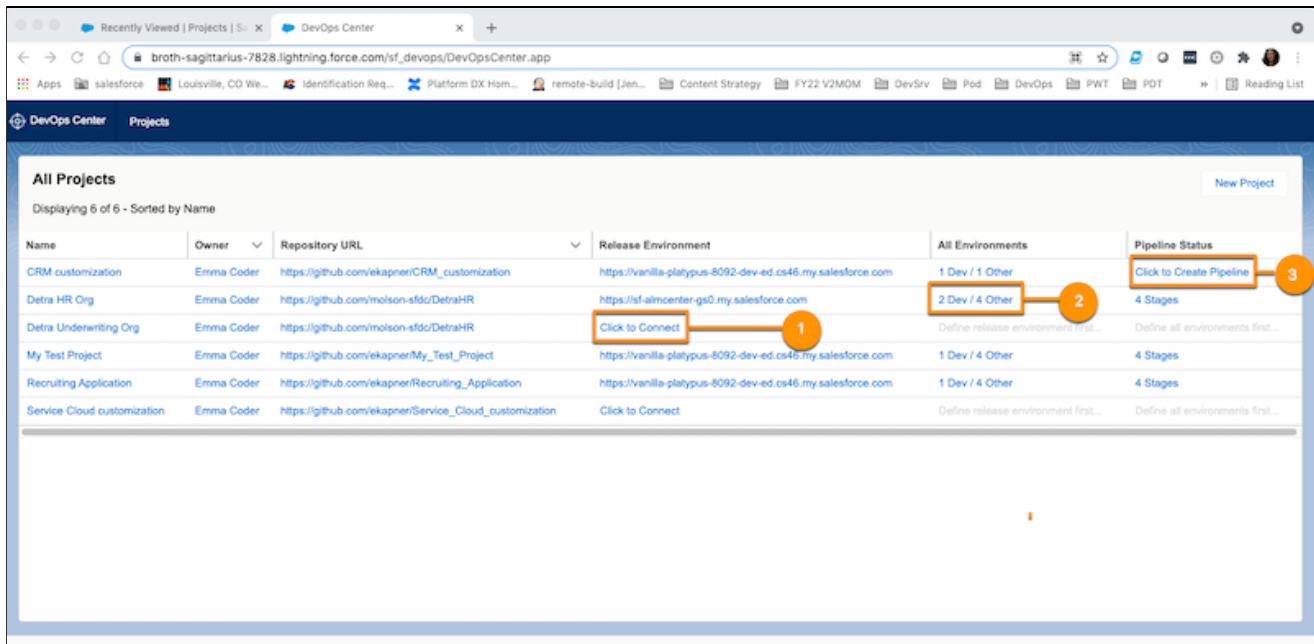 Recently Viewed | Projects | Sa
DevOps Center
broth-sagittarius-7828.lightning.force.com/sf_devops/DevOpsCenter.app
Apps salesforce Louisville, CO We... Identification Req... Platform DX Hom... remote-build [Jen... Content Strategy FY22 V2MOM DevSrv Pod DevOps PWT PDT » Reading List
DevOps Center Projects
All Projects
New Project
Displaying 6 of 6 - Sorted by Name
Name Owner Repository URL Release Environment All Environments Pipeline Status
CRM customization Emma Coder https://github.com/ekapner/CRM_customization https://vanilla-platypus-8092-dev-ed.cs46.my.salesforce.com 1 Dev / 1 Other Click to Create Pipeline 3
Detra HR Org Emma Coder https://github.com/molson-sfdc/DetraHR https://sf-almcenter-gs0.my.salesforce.com 2 Dev / 4 Other 2 4 Stages
Detra Underwriting Org Emma Coder https://github.com/molson-sfdc/DetraHR Click to Connect 1 Define release environment first... Define all environments first...
My Test Project Emma Coder https://github.com/ekapner/My_Test_Project https://vanilla-platypus-8092-dev-ed.cs46.my.salesforce.com 1 Dev / 4 Other 4 Stages
Recruiting Application Emma Coder https://github.com/ekapner/Recruiting_Application https://vanilla-platypus-8092-dev-ed.cs46.my.salesforce.com 1 Dev / 4 Other 4 Stages
Service Cloud customization Emma Coder https://github.com/ekapner/Service_Cloud_customization Click to Connect Define release environment first... Define all environments first...